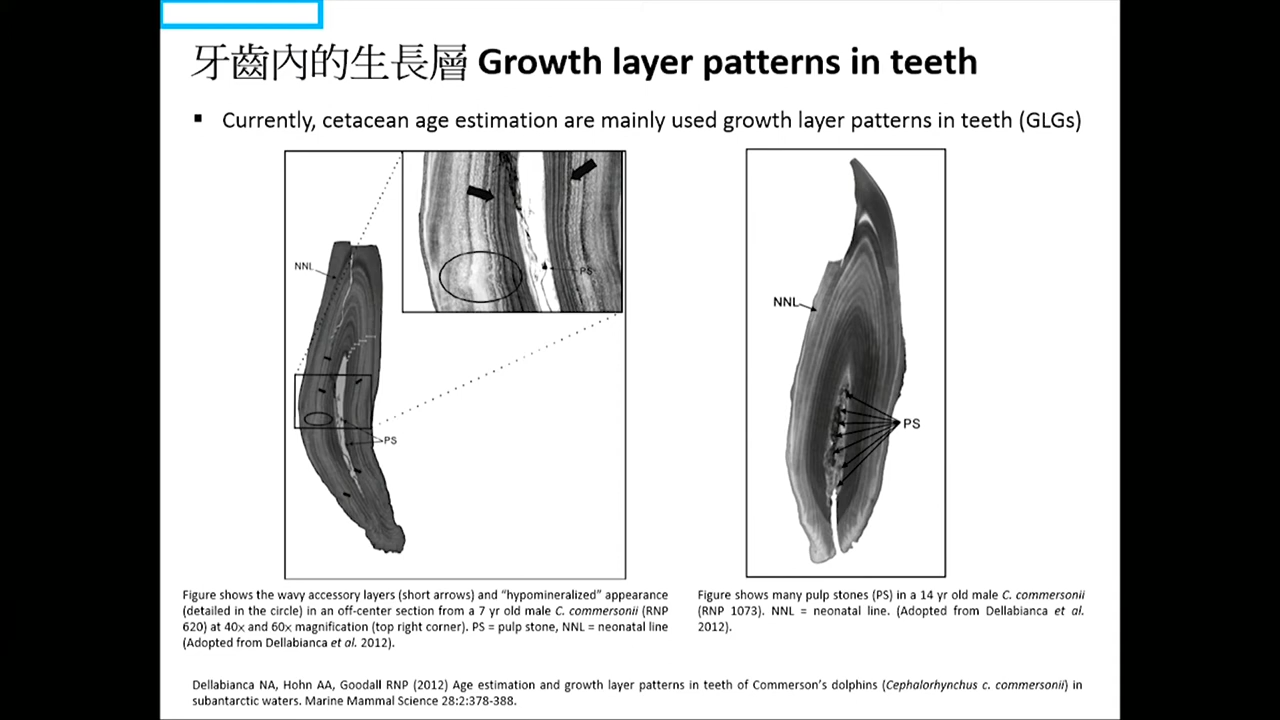 牙齒內的生長層 Growth layer patterns in teeth
▪ Currently, cetacean age estimation are mainly used growth layer patterns in teeth (GLGs)
NNL
PS
PS
NNL
PS
Figure shows the wavy accessory layers (short arrows) and “hypomineralized” appearance
(detailed in the circle) in an off-center section from a 7 yr old male C. commersonii (RNP
620) at 40x and 60x magnification (top right corner). PS = pulp stone, NNL = neonatal line
(Adopted from Dellabianca et al. 2012).
Figure shows many pulp stones (PS) in a 14 yr old male C. commersonii
(RNP 1073). NNL = neonatal line. (Adopted from Dellabianca et al.
2012).
Dellabianca NA, Hohn AA, Goodall RNP (2012) Age estimation and growth layer patterns in teeth of Commerson’s dolphins (Cephalorhynchus c. commersonii) in
subantarctic waters. Marine Mammal Science 28:2:378-388.